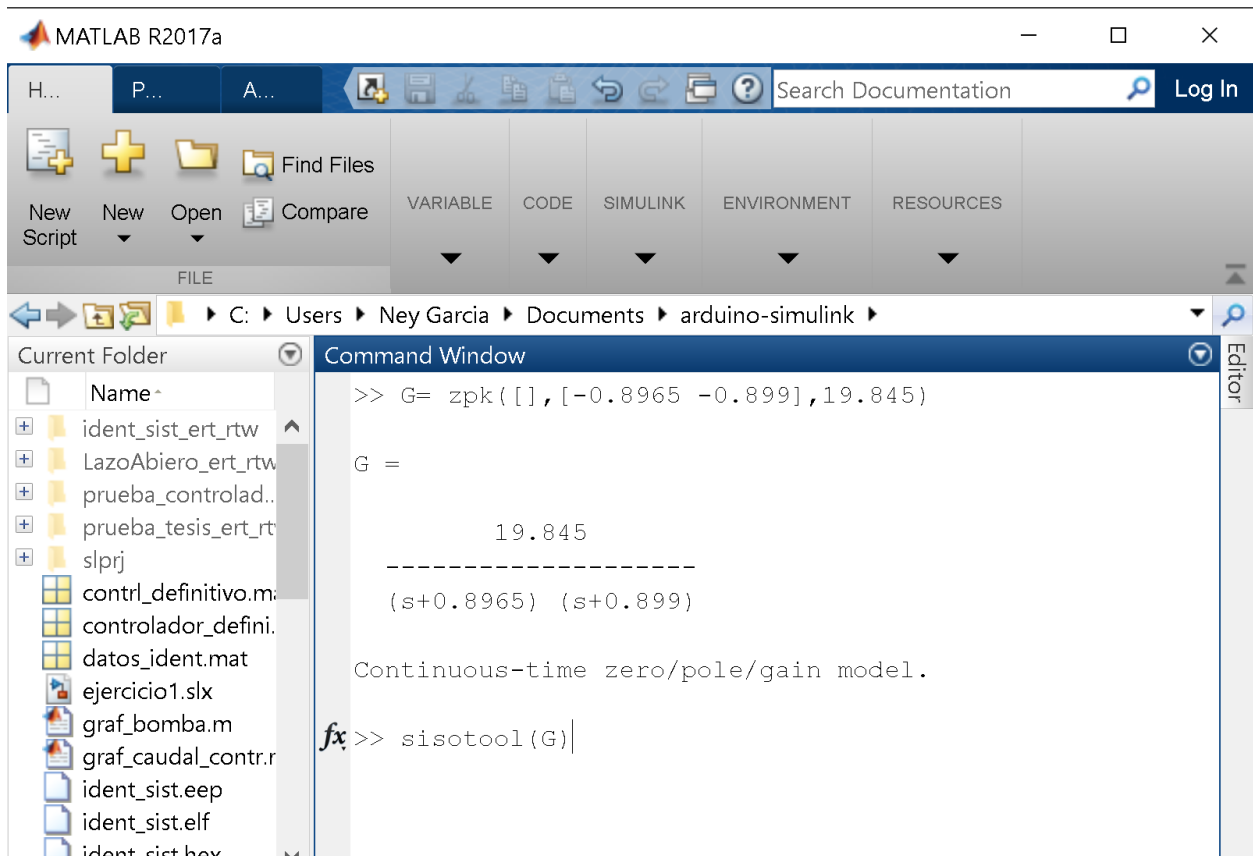 MATLAB R2017a
H...
P...
A...
Search Documentation
Log In
New Script
New
Open
Find Files
Compare
FILE
VARIABLE
CODE
SIMULINK
ENVIRONMENT
RESOURCES
C: Users Ney Garcia Documents arduino-simulink
Current Folder
Name
ident_sist_ert_rtw
LazoAbiero_ert_rtw
prueba_controlad..
prueba_tesis_ert_rt
slprj
contrl_definitivo.ma
controlador_defini.
datos_ident.mat
ejercicio1.slx
graf_bomba.m
graf_caudal_contr.r
ident_sist.eep
ident_sist.elf
ident_sist.hex
Command Window
>> G= zpk([],[-0.8965 -0.899],19.845)
G =
19.845
--------------------
(s+0.8965) (s+0.899)
Continuous-time zero/pole/gain model.
fx >> sisotool(G)
Editor